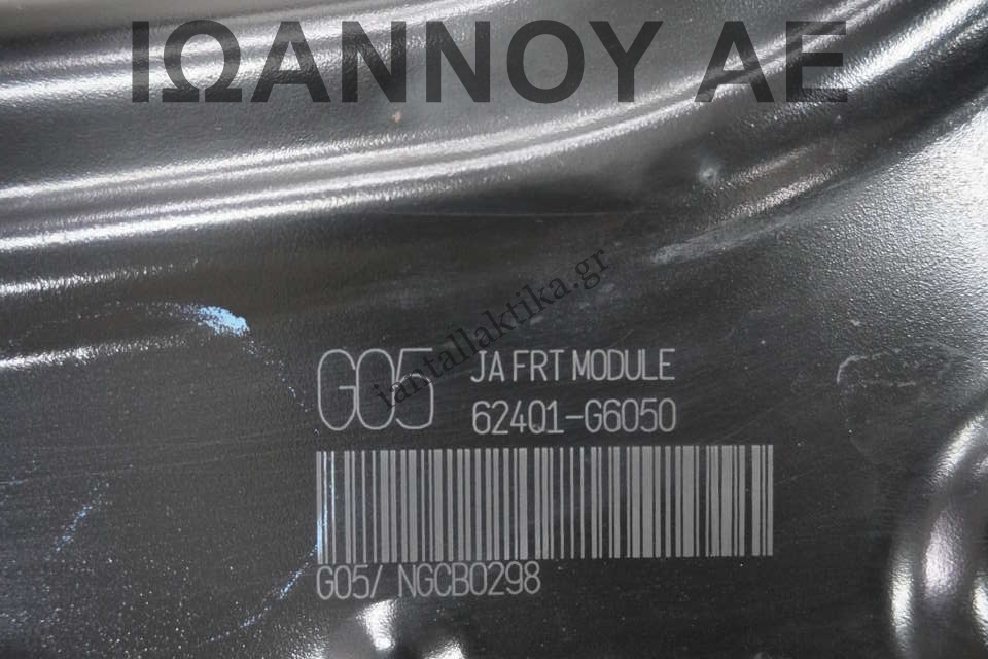 ΙΩΑΝΝΟΥ ΑΕ
iantallaktika.gr
G05
JA FRT MODULE
62401-G6050
G05/ NGCB0298